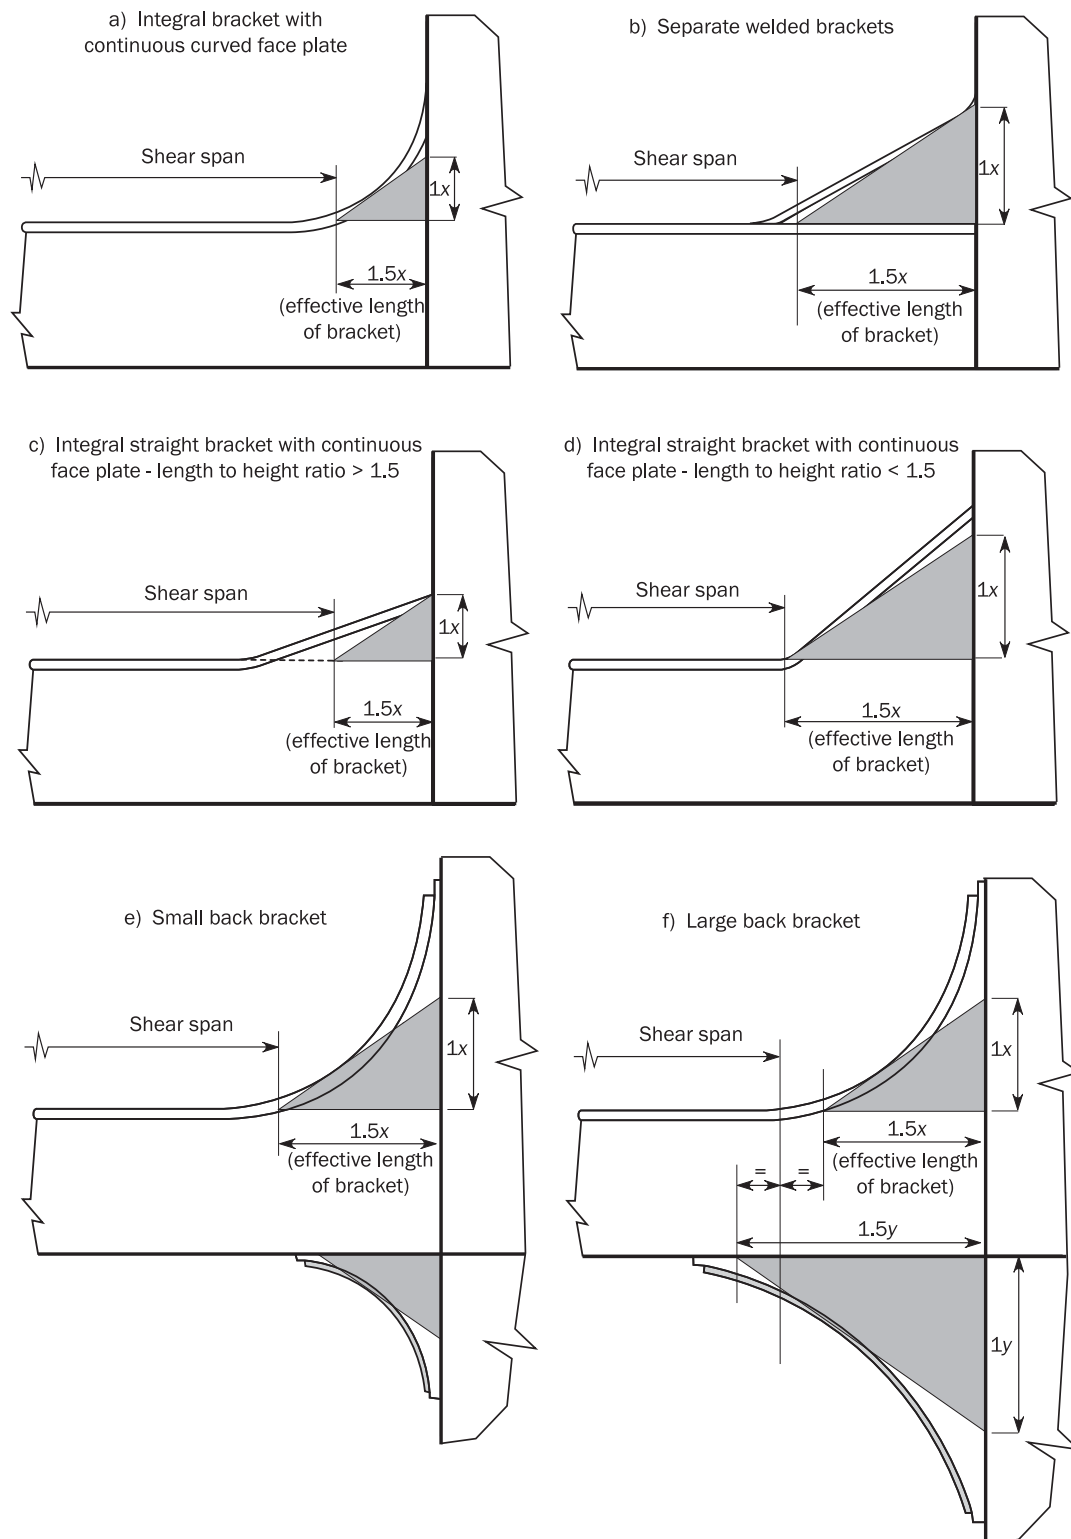 a) Integral bracket with
continuous curved face plate
Shear span
1x
1.5x
(effective length
of bracket)
b) Separate welded brackets
Shear span
1x
1.5x
(effective length
of bracket)
c) Integral straight bracket with continuous
face plate - length to height ratio > 1.5
Shear span
1x
1.5x
(effective length
of bracket)
d) Integral straight bracket with continuous
face plate - length to height ratio < 1.5
Shear span
1x
1.5x
(effective length
of bracket)
e) Small back bracket
Shear span
1x
1.5x
(effective length
of bracket)
f) Large back bracket
Shear span
1x
1.5x
(effective length
of bracket)
= =
1.5y
1y